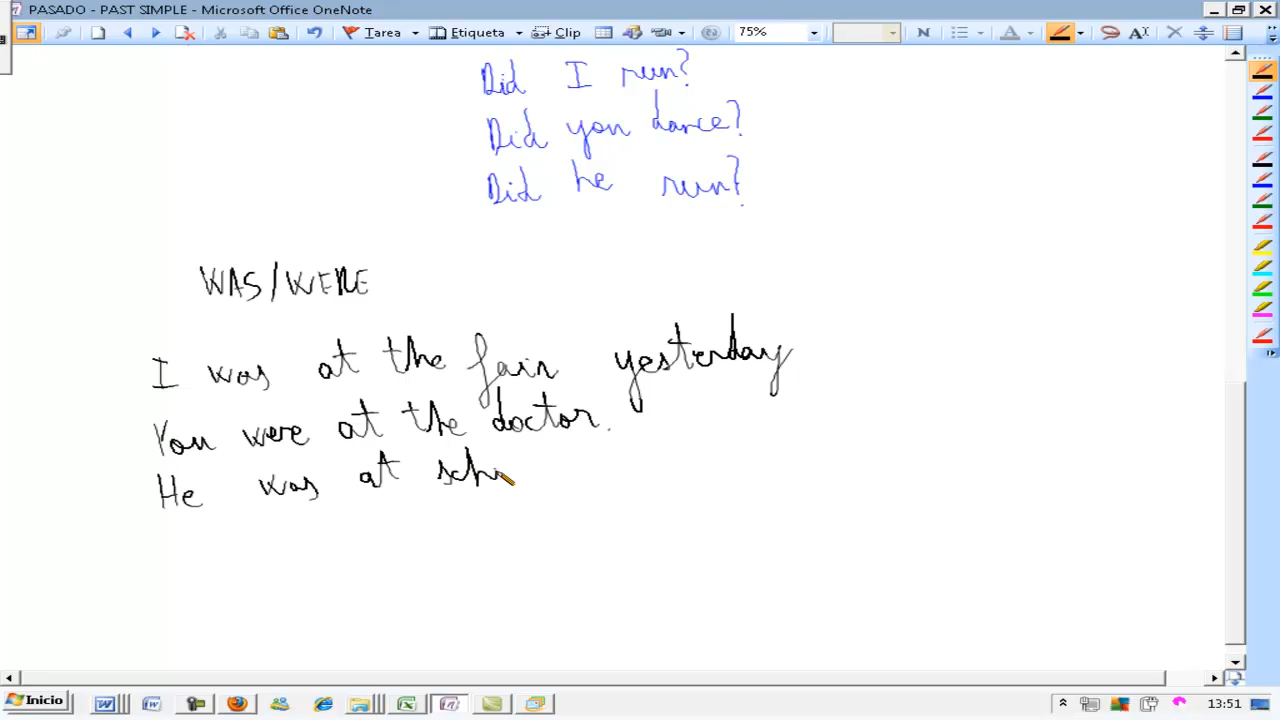 PASADO - PAST SIMPLE - Microsoft Office OneNote
Tarea Etiqueta Clip 75% N A A
Did I run?
Did you dance?
Did he run?
WAS/WERE
I was at the fair yesterday
You were at the doctor.
He was at sch
Inicio 13:51